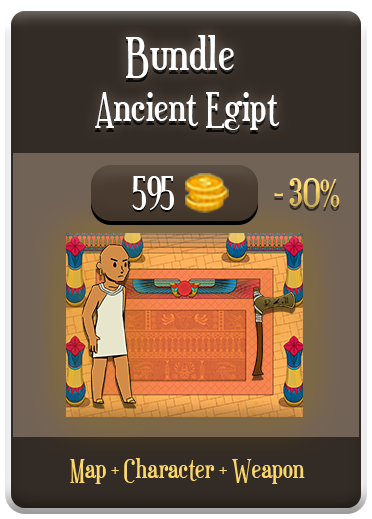 Bundle
Ancient Egipt
595 - 30%
Map + Character + Weapon